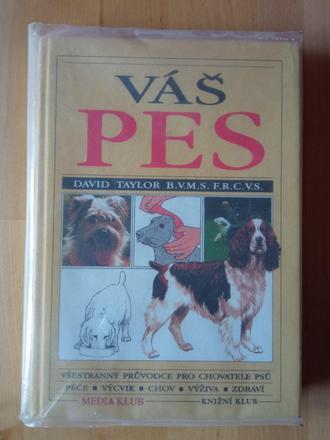 VÁŠ
PES
DAVID TAYLOR B.V.M.S. F.R.C.V.S.
VŠESTRANNÝ PRŮVODCE PRO CHOVATELE PSŮ
PÉČE ▪ VÝCVIK ▪ CHOV ▪ VÝŽIVA ▪ ZDRAVÍ
MEDIA KLUB KNIŽNÍ KLUB